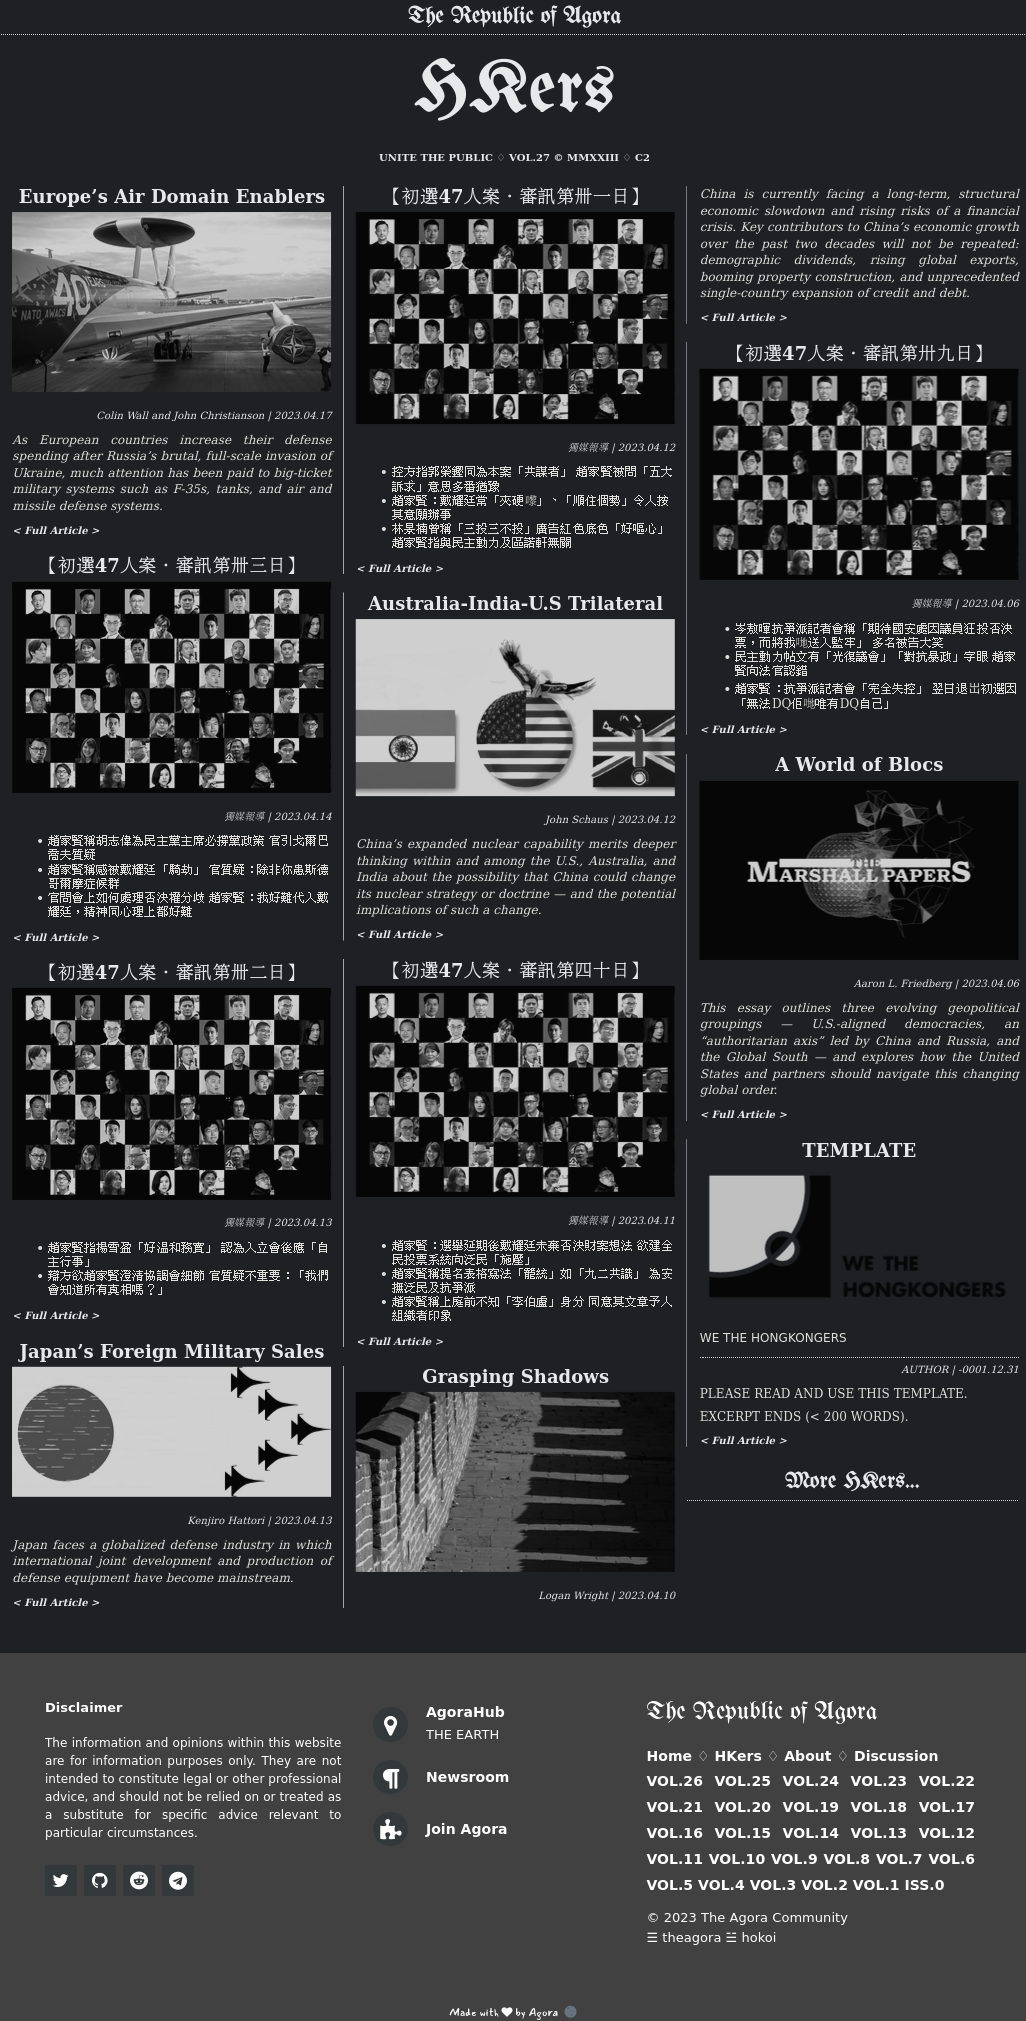 The Republic of Agora
HKers
UNITE THE PUBLIC ♢ VOL.27 © MMXXIII ♢ C2
Europe’s Air Domain Enablers
40
NATO AWACS
Colin Wall and John Christianson | 2023.04.17
As European countries increase their defense
spending after Russia’s brutal, full-scale invasion of
Ukraine, much attention has been paid to big-ticket
military systems such as F-35s, tanks, and air and
missile defense systems.
< Full Article >
【初選47人案．審訊第卅三日】
獨媒報導 | 2023.04.14
• 趙家賢稱胡志偉為民主黨主席必撐黨政策 官引戈爾巴
喬夫質疑
• 趙家賢稱感被戴耀廷「騎劫」 官質疑：除非你患斯德
哥爾摩症候群
• 官問會上如何處理否決權分歧 趙家賢：我好難代入戴
耀廷，精神同心理上都好難
< Full Article >
【初選47人案．審訊第卅二日】
獨媒報導 | 2023.04.13
• 趙家賢指楊雪盈「好溫和務實」 認為入立會後應「自
主行事」
• 辯方欲趙家賢澄清協調會細節 官質疑不重要：「我們
會知道所有真相嗎？」
< Full Article >
Japan’s Foreign Military Sales
Kenjiro Hattori | 2023.04.13
Japan faces a globalized defense industry in which
international joint development and production of
defense equipment have become mainstream.
< Full Article >
【初選47人案．審訊第卅一日】
獨媒報導 | 2023.04.12
• 控方指郭榮鏗同為本案「共謀者」 趙家賢被問「五大
訴求」意思多番猶豫
• 趙家賢：戴耀廷常「夾硬嚟」、「順住個勢」令人按
其意願辦事
• 林景楠曾稱「三投三不投」廣告紅色底色「好嘔心」
趙家賢指與民主動力及區諾軒無關
< Full Article >
Australia-India-U.S Trilateral
John Schaus | 2023.04.12
China’s expanded nuclear capability merits deeper
thinking within and among the U.S., Australia, and
India about the possibility that China could change
its nuclear strategy or doctrine — and the potential
implications of such a change.
< Full Article >
【初選47人案．審訊第四十日】
獨媒報導 | 2023.04.11
• 趙家賢：選舉延期後戴耀廷未棄否決財案想法 欲建全
民投票系統向泛民「施壓」
• 趙家賢稱提名表格寫法「籠統」如「九二共識」 為安
撫泛民及抗爭派
• 趙家賢稱上庭前不知「李伯盧」身分 同意其文章予人
組織者印象
< Full Article >
Grasping Shadows
Logan Wright | 2023.04.10
China is currently facing a long-term, structural
economic slowdown and rising risks of a financial
crisis. Key contributors to China’s economic growth
over the past two decades will not be repeated:
demographic dividends, rising global exports,
booming property construction, and unprecedented
single-country expansion of credit and debt.
< Full Article >
【初選47人案．審訊第卅九日】
獨媒報導 | 2023.04.06
• 岑敖暉抗爭派記者會稱「期待國安處因議員狂投否決
票，而將我哋送入監牢」 多名被告大笑
• 民主動力帖文有「光復議會」「對抗暴政」字眼 趙家
賢向法官認錯
• 趙家賢：抗爭派記者會「完全失控」 翌日退出初選因
「無法DQ佢哋唯有DQ自己」
< Full Article >
A World of Blocs
THE
MARSHALL PAPERS
Aaron L. Friedberg | 2023.04.06
This essay outlines three evolving geopolitical
groupings — U.S.-aligned democracies, an
“authoritarian axis” led by China and Russia, and
the Global South — and explores how the United
States and partners should navigate this changing
global order.
< Full Article >
TEMPLATE
WE THE
HONGKONGERS
WE THE HONGKONGERS
AUTHOR | -0001.12.31
PLEASE READ AND USE THIS TEMPLATE.
EXCERPT ENDS (< 200 WORDS).
< Full Article >
More HKers...
Disclaimer
The information and opinions within this website
are for information purposes only. They are not
intended to constitute legal or other professional
advice, and should not be relied on or treated as
a substitute for specific advice relevant to
particular circumstances.
AgoraHub
THE EARTH
Newsroom
Join Agora
The Republic of Agora
Home ♢ HKers ♢ About ♢ Discussion
VOL.26 VOL.25 VOL.24 VOL.23 VOL.22
VOL.21 VOL.20 VOL.19 VOL.18 VOL.17
VOL.16 VOL.15 VOL.14 VOL.13 VOL.12
VOL.11 VOL.10 VOL.9 VOL.8 VOL.7 VOL.6
VOL.5 VOL.4 VOL.3 VOL.2 VOL.1 ISS.0
© 2023 The Agora Community
☰ theagora ☱ hokoi
Made with ❤ by Agora